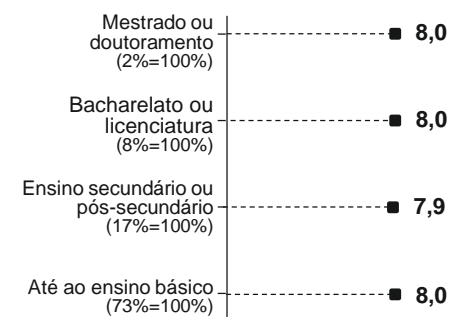 Mestrado ou
doutoramento
(2%=100%)
8,0
Bacharelato ou
licenciatura
(8%=100%)
8,0
Ensino secundário ou
pós-secundário
(17%=100%)
7,9
Até ao ensino básico
(73%=100%)
8,0